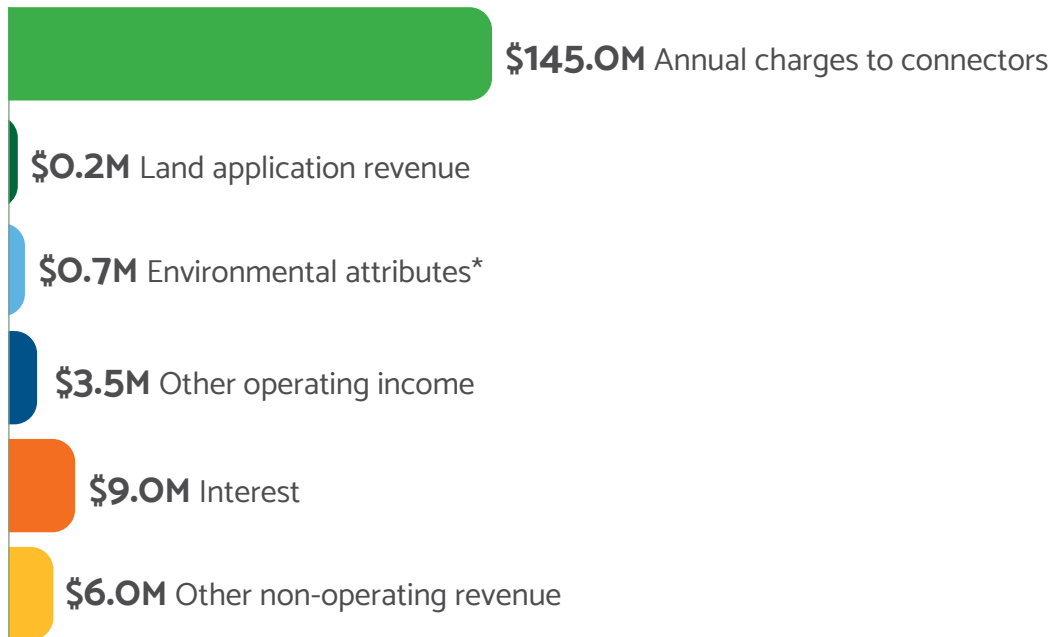 $145.0M Annual charges to connectors
$0.2M Land application revenue
$0.7M Environmental attributes*
$3.5M Other operating income
$9.0M Interest
$6.0M Other non-operating revenue